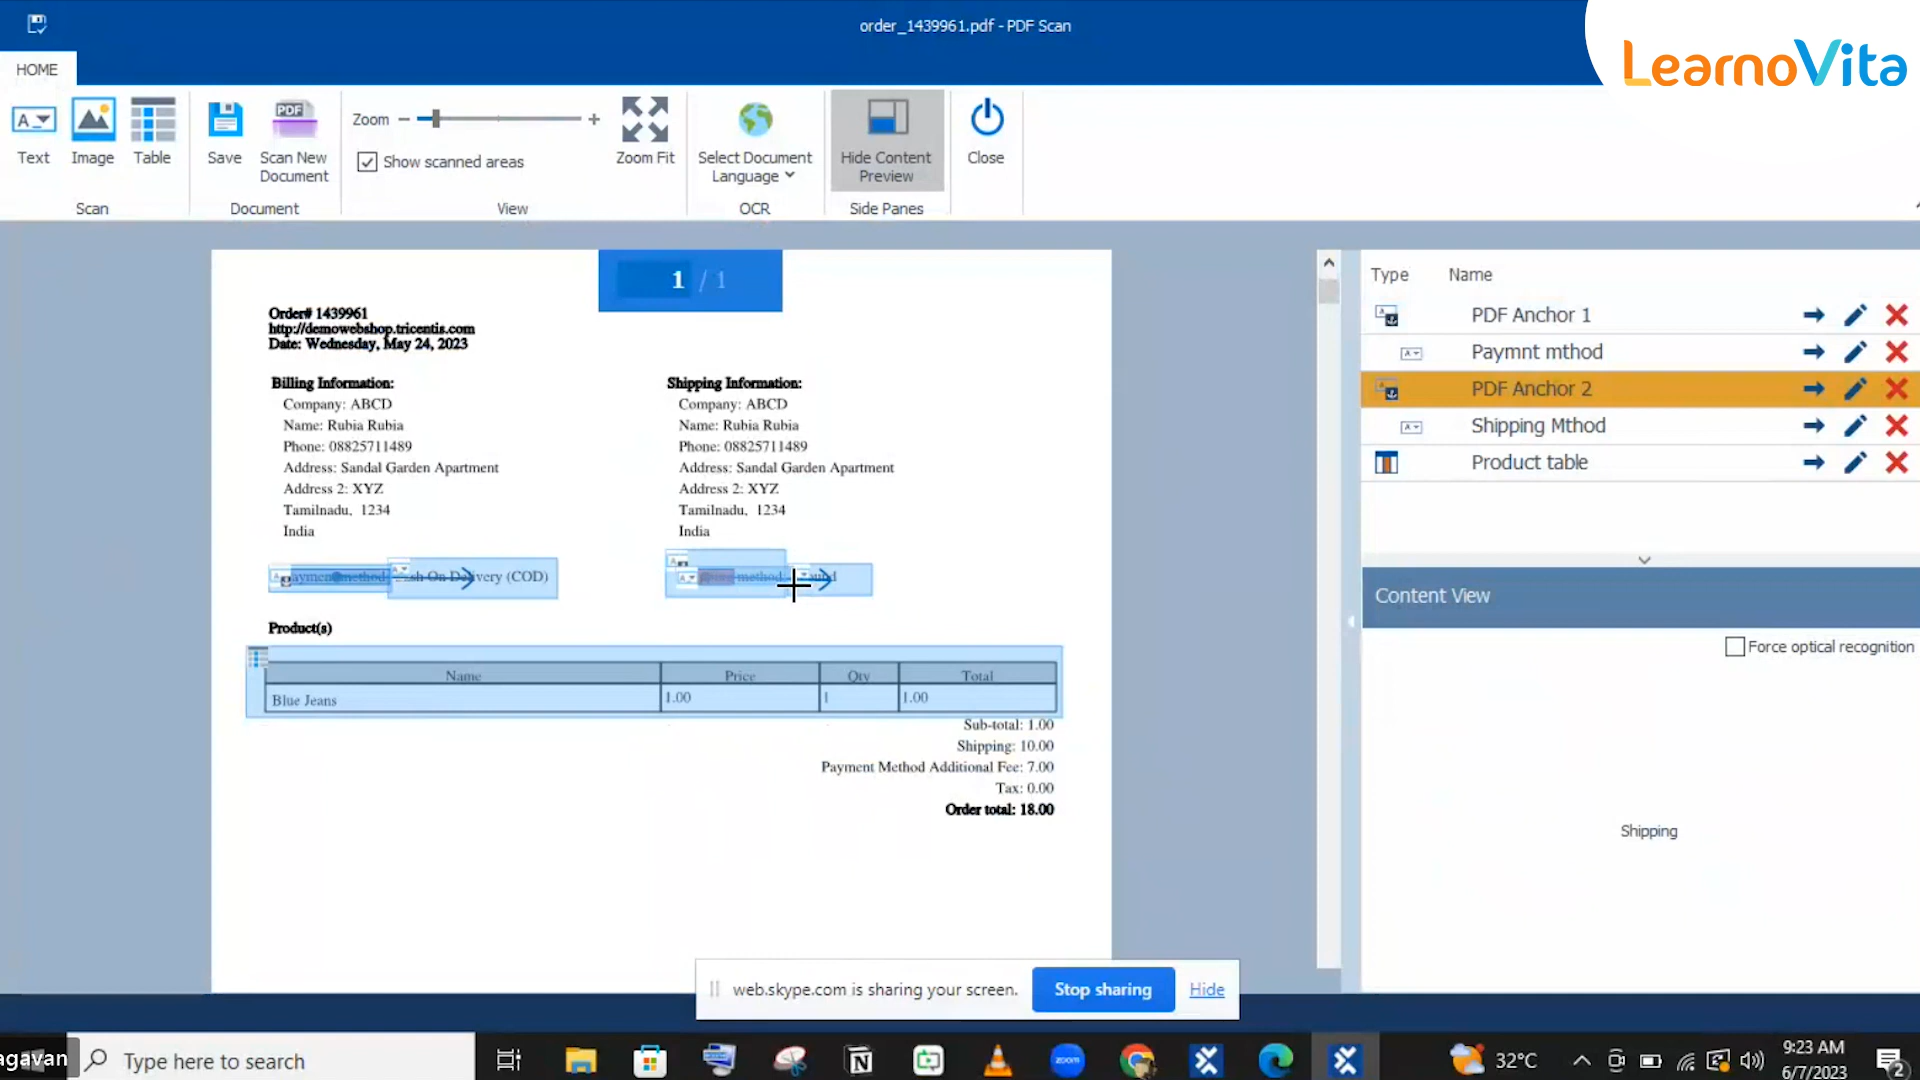 order_1439961.pdf - PDF Scan
LearnoVita
HOME
Text
Image
Table
Save
Scan New
Document
Zoom
Show scanned areas
Zoom Fit
Select Document
Language
Hide Content
Preview
Close
Scan
Document
View
OCR
Side Panes
1 / 1
Order# 1439961
http://demowebshop.tricentis.com
Date: Wednesday, May 24, 2023
Billing Information:
Company: ABCD
Name: Rubia Rubia
Phone: 08825711489
Address: Sandal Garden Apartment
Address 2: XYZ
Tamilnadu, 1234
India
Shipping Information:
Company: ABCD
Name: Rubia Rubia
Phone: 08825711489
Address: Sandal Garden Apartment
Address 2: XYZ
Tamilnadu, 1234
India
On Delivery (COD)
method
Product(s)
Name Price Qty Total
Blue Jeans 1.00 1 1.00
Sub-total: 1.00
Shipping: 10.00
Payment Method Additional Fee: 7.00
Tax: 0.00
Order total: 18.00
Type Name
PDF Anchor 1
Paymnt mthod
PDF Anchor 2
Shipping Mthod
Product table
Content View
Force optical recognition
Shipping
web.skype.com is sharing your screen.
Stop sharing
Hide
agavan
Type here to search
zoom
32°C
9:23 AM
6/7/2023
2